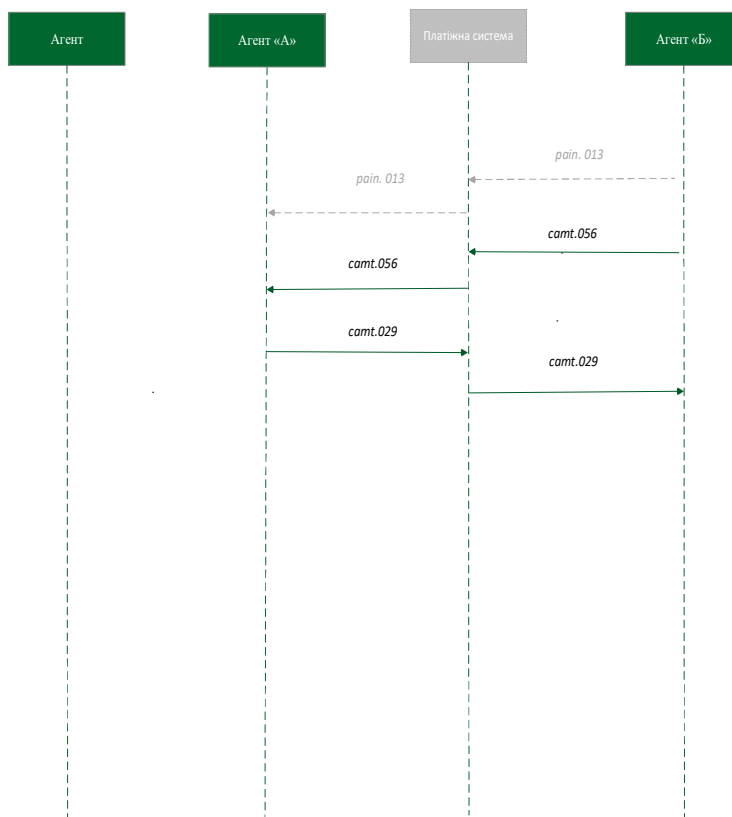 Агент
Агент «А»
Платіжна система
Агент «Б»
pain. 013
pain. 013
camt.056
camt.056
camt.029
camt.029